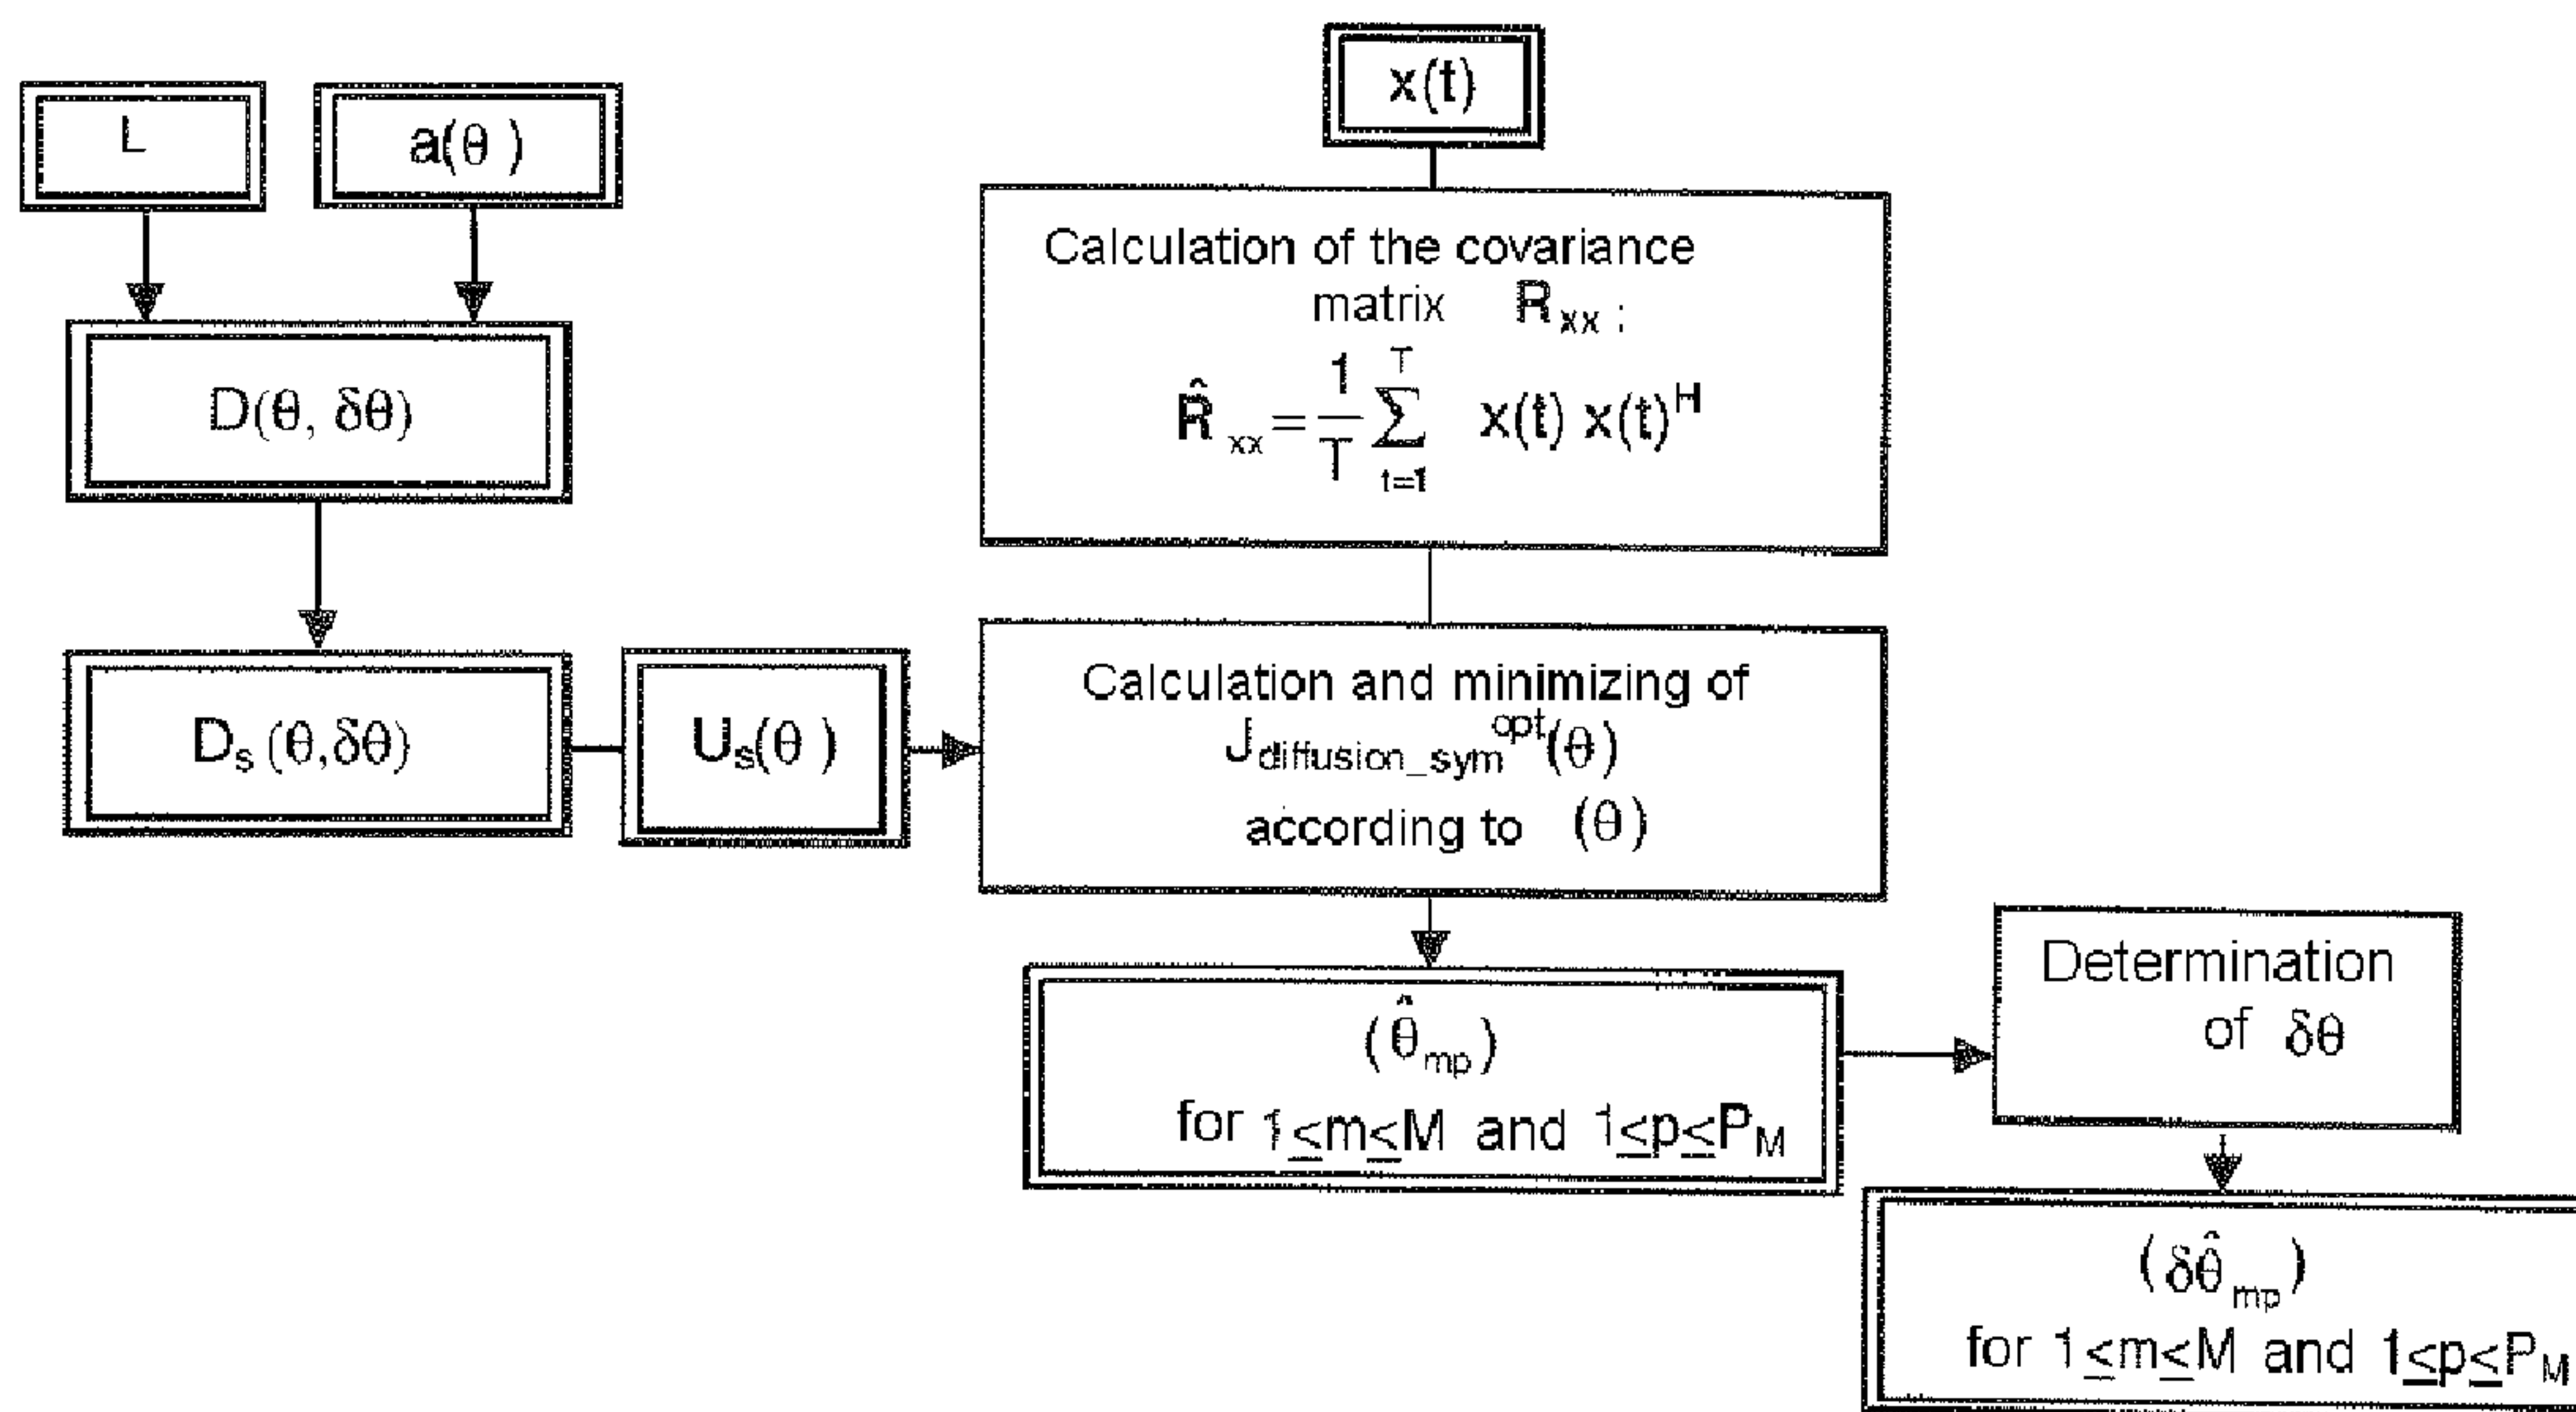 L
a(θ )
D(θ, δθ)
D_s (θ,δθ)
U_s(θ )
x(t)
Calculation of the covariance
matrix R_xx :
R̂_xx = 1/T ∑_{t=1}^{T} x(t) x(t)^H
Calculation and minimizing of
J_diffusion_sym^opt(θ)
according to (θ)
(θ̂_mp)
for 1≤m≤M and 1≤p≤P_M
Determination
of δθ
(δθ̂_mp)
for 1≤m≤M and 1≤p≤P_M